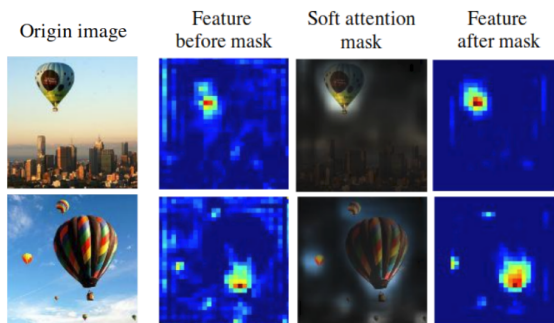 Origin image
Feature
before mask
Soft attention
mask
Feature
after mask